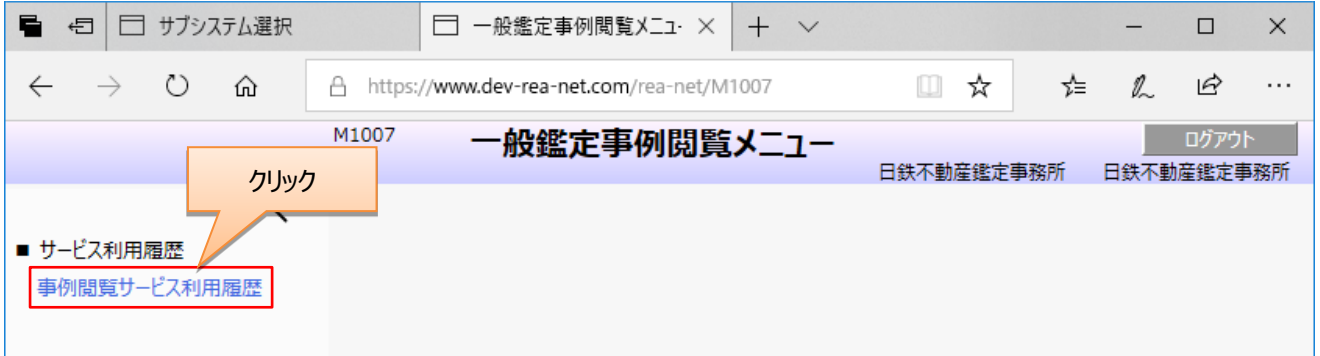 サブシステム選択
一般鑑定事例閲覧メニュー
https://www.dev-rea-net.com/rea-net/M1007
M1007
一般鑑定事例閲覧メニュー
ログアウト
日鉄不動産鑑定事務所 日鉄不動産鑑定事務所
クリック
■ サービス利用履歴
事例閲覧サービス利用履歴